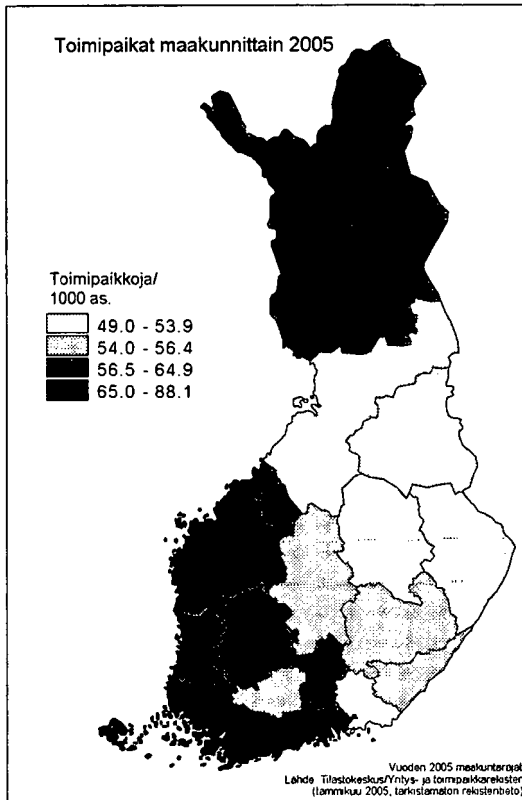 Toimipaikat maakunnittain 2005
Toimipaikkoja/
1000 as.
49.0 - 53.9
54.0 - 56.4
56.5 - 64.9
65.0 - 88.1
Vuoden 2005 maakuntarajat
Lähde Tilastokeskus/Yritys- ja toimipaikkarekisteri
(tammikuu 2005, tarkistamaton rekisteritieto)